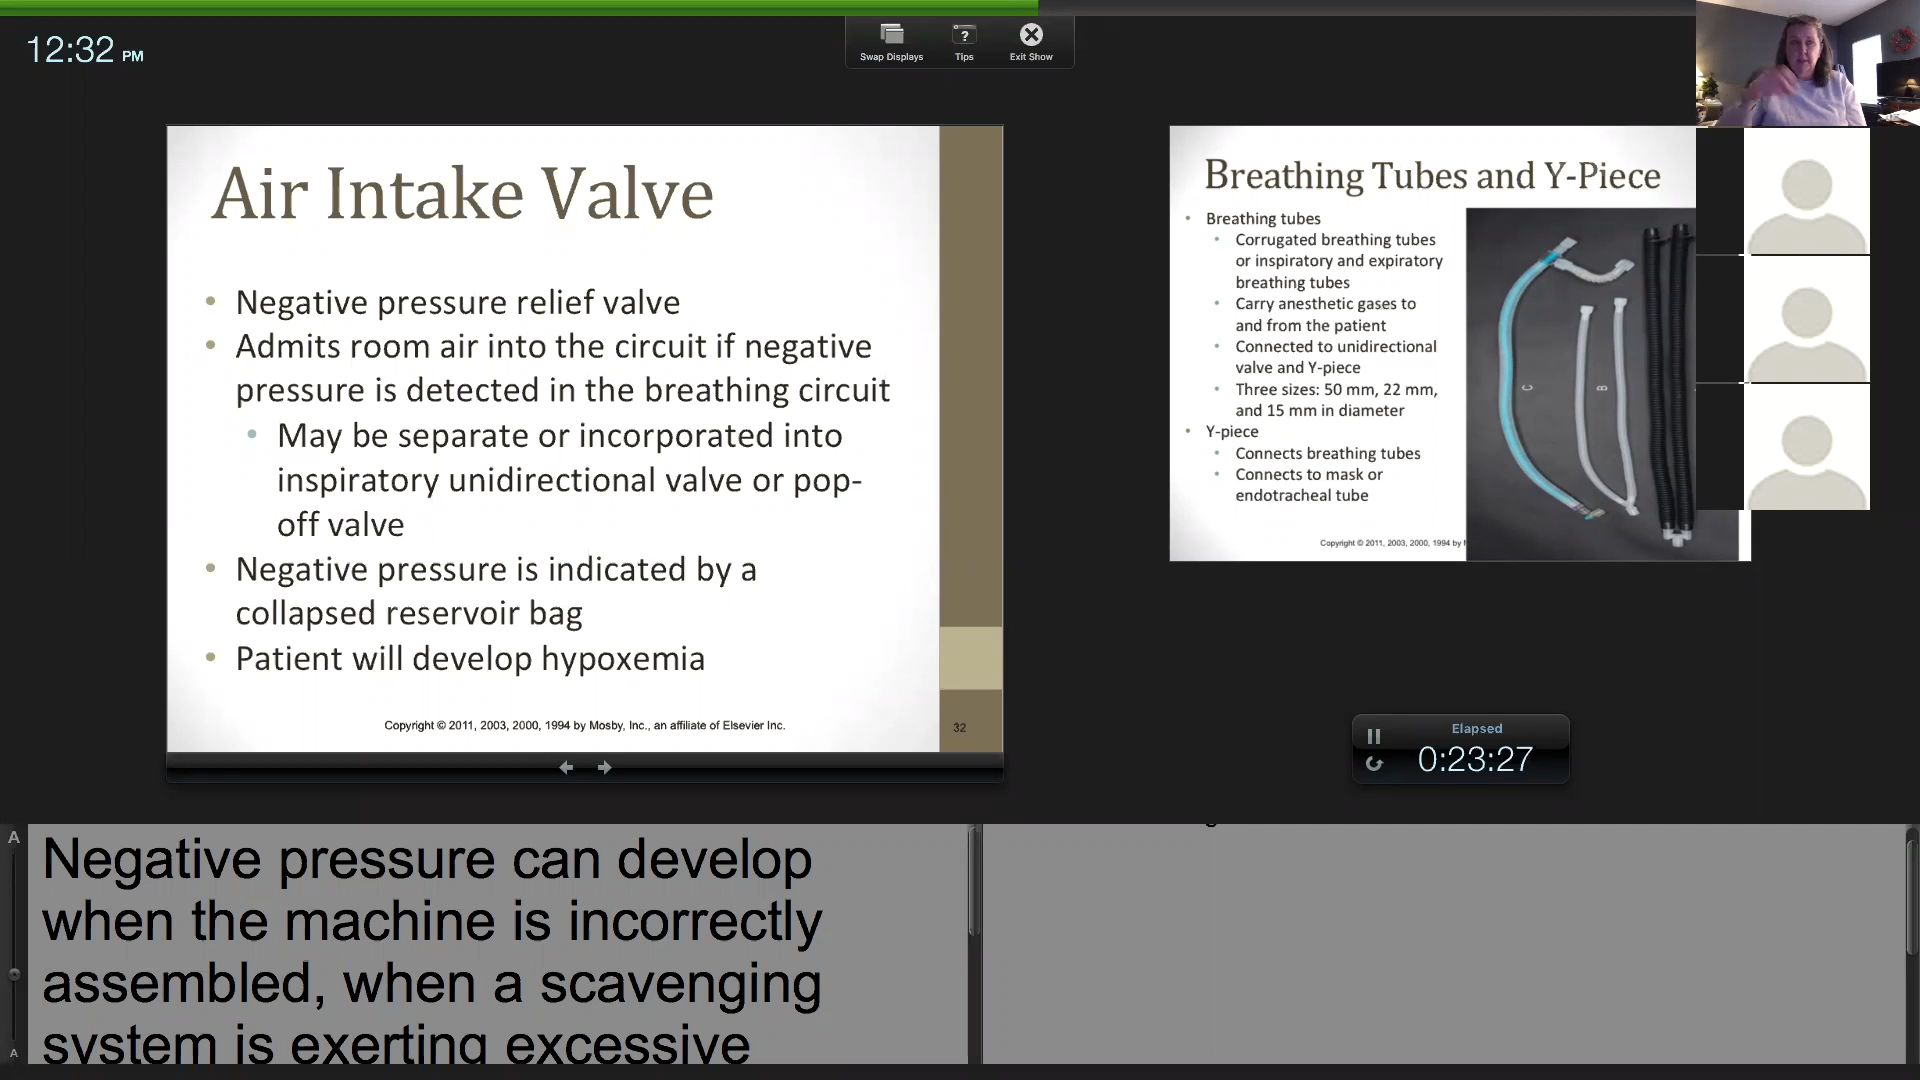 12:32 PM
Swap Displays
Tips
Exit Show
Air Intake Valve
• Negative pressure relief valve
• Admits room air into the circuit if negative
pressure is detected in the breathing circuit
• May be separate or incorporated into
inspiratory unidirectional valve or pop-
off valve
• Negative pressure is indicated by a
collapsed reservoir bag
• Patient will develop hypoxemia
Copyright © 2011, 2003, 2000, 1994 by Mosby, Inc., an affiliate of Elsevier Inc.
32
Breathing Tubes and Y-Piece
• Breathing tubes
• Corrugated breathing tubes
or inspiratory and expiratory
breathing tubes
• Carry anesthetic gases to
and from the patient
• Connected to unidirectional
valve and Y-piece
• Three sizes: 50 mm, 22 mm,
and 15 mm in diameter
• Y-piece
• Connects breathing tubes
• Connects to mask or
endotracheal tube
C
B
Copyright © 2011, 2003, 2000, 1994 by
Elapsed
0:23:27
A
A
Negative pressure can develop
when the machine is incorrectly
assembled, when a scavenging
system is exerting excessive